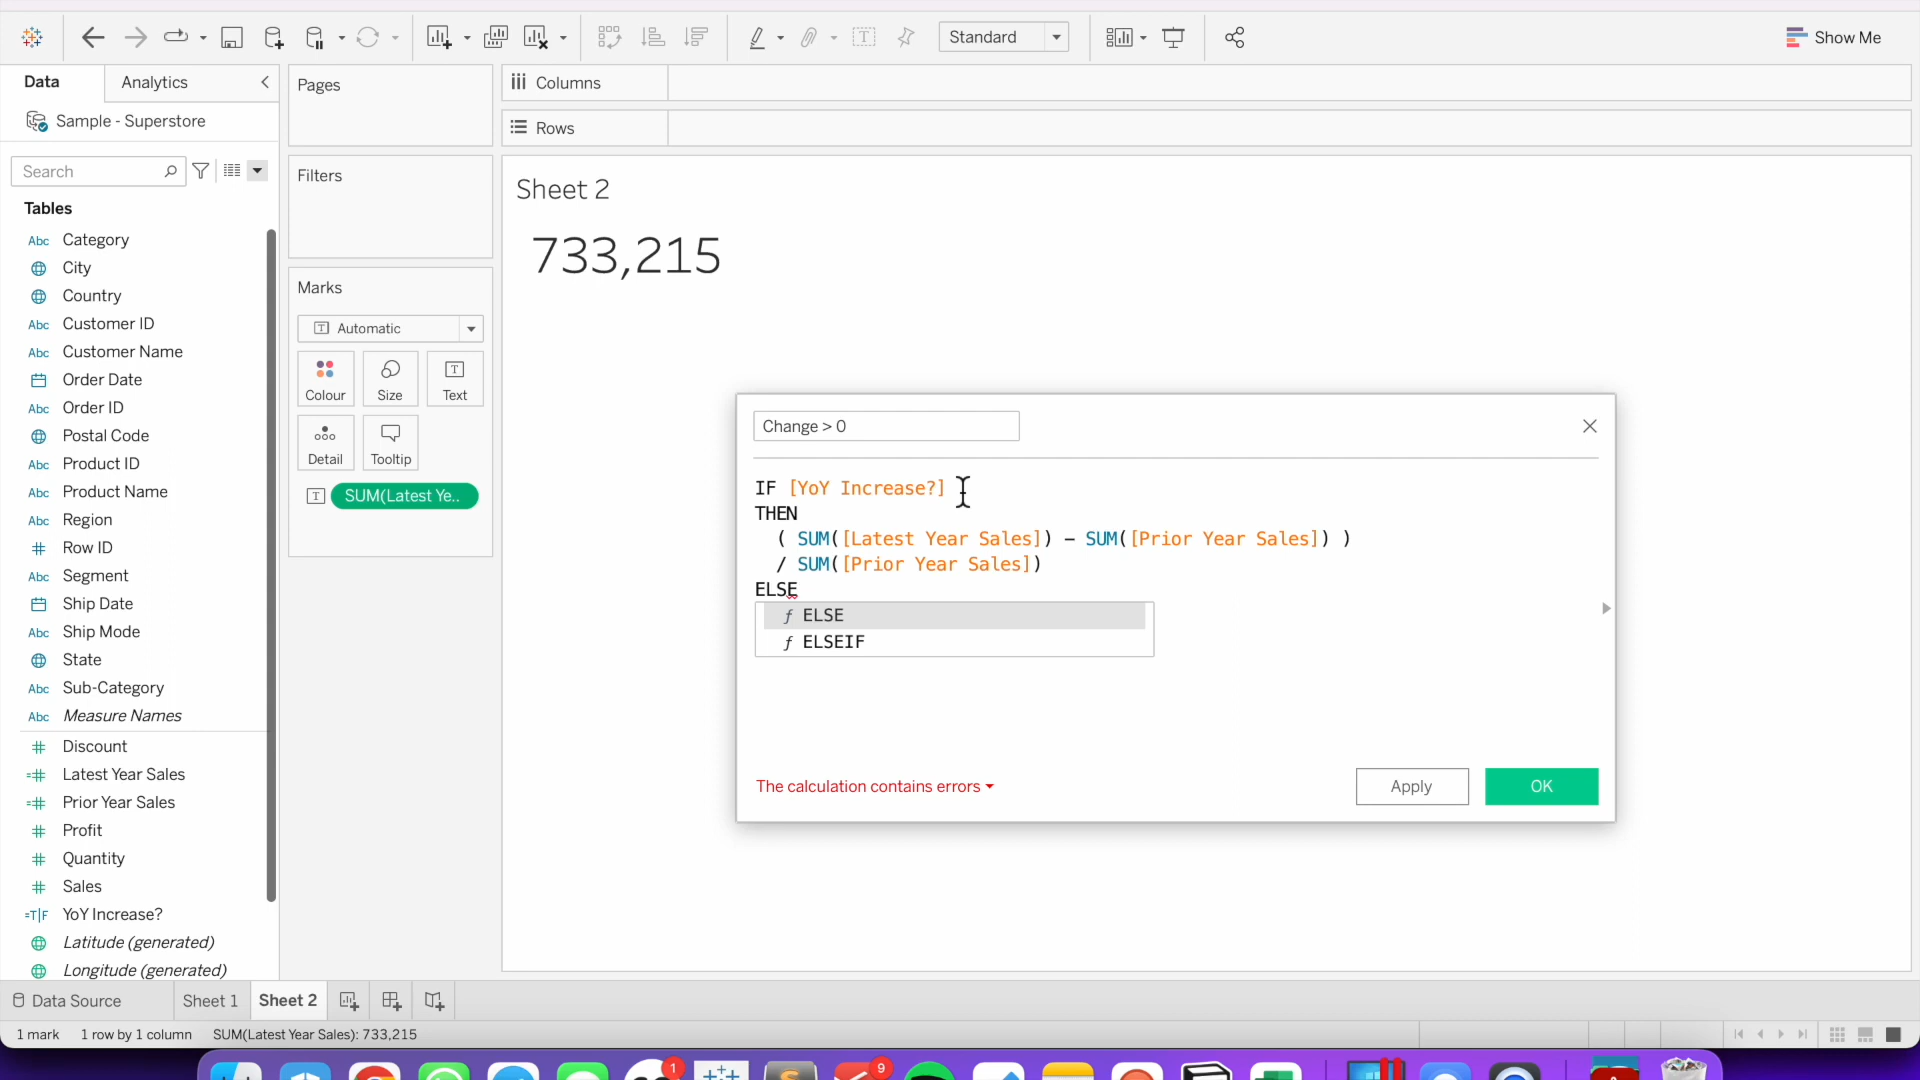 Standard
Show Me
Data
Analytics
Pages
Columns
Sample - Superstore
Rows
Search
Filters
Sheet 2
Tables
733,215
Abc Category
City
Country
Marks
Abc Customer ID
Automatic
Abc Customer Name
Order Date
Colour
Size
T Text
Abc Order ID
Postal Code
Abc Product ID
Detail
Tooltip
Abc Product Name
T SUM(Latest Ye..
Abc Region
# Row ID
Abc Segment
Ship Date
Abc Ship Mode
State
Abc Sub-Category
Abc Measure Names
# Discount
=# Latest Year Sales
=# Prior Year Sales
# Profit
# Quantity
# Sales
=T|F YoY Increase?
Latitude (generated)
Longitude (generated)
Change > 0
IF [YoY Increase?]
THEN
( SUM([Latest Year Sales]) - SUM([Prior Year Sales]) )
/ SUM([Prior Year Sales])
ELSE
f ELSE
f ELSEIF
The calculation contains errors
Apply
OK
Data Source
Sheet 1
Sheet 2
1 mark
1 row by 1 column
SUM(Latest Year Sales): 733,215
1
9